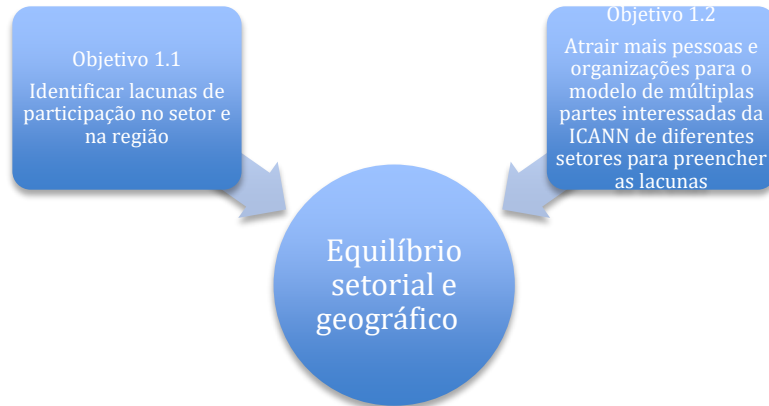 Objetivo 1.1
Identificar lacunas de
participação no setor e
na região
Objetivo 1.2
Atrair mais pessoas e
organizações para o
modelo de múltiplas
partes interessadas da
ICANN de diferentes
setores para preencher
as lacunas
Equilíbrio
setorial e
geográfico